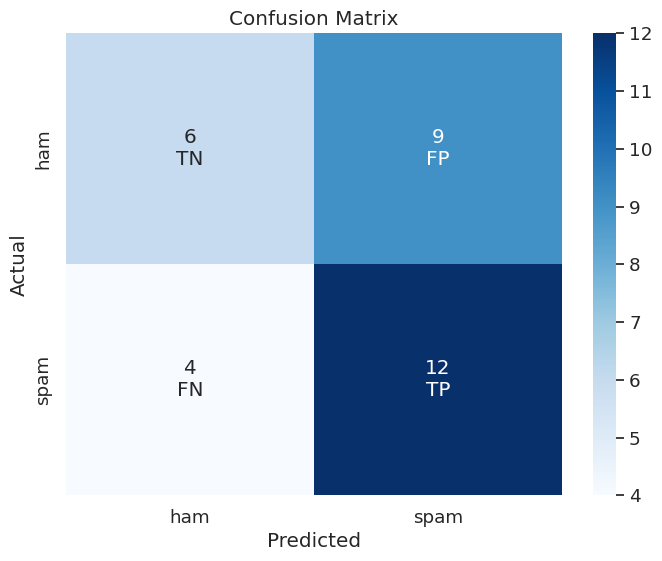 Confusion Matrix
Actual
ham
6
TN
9
FP
spam
4
FN
12
TP
ham
spam
Predicted
12
11
10
9
8
7
6
5
4